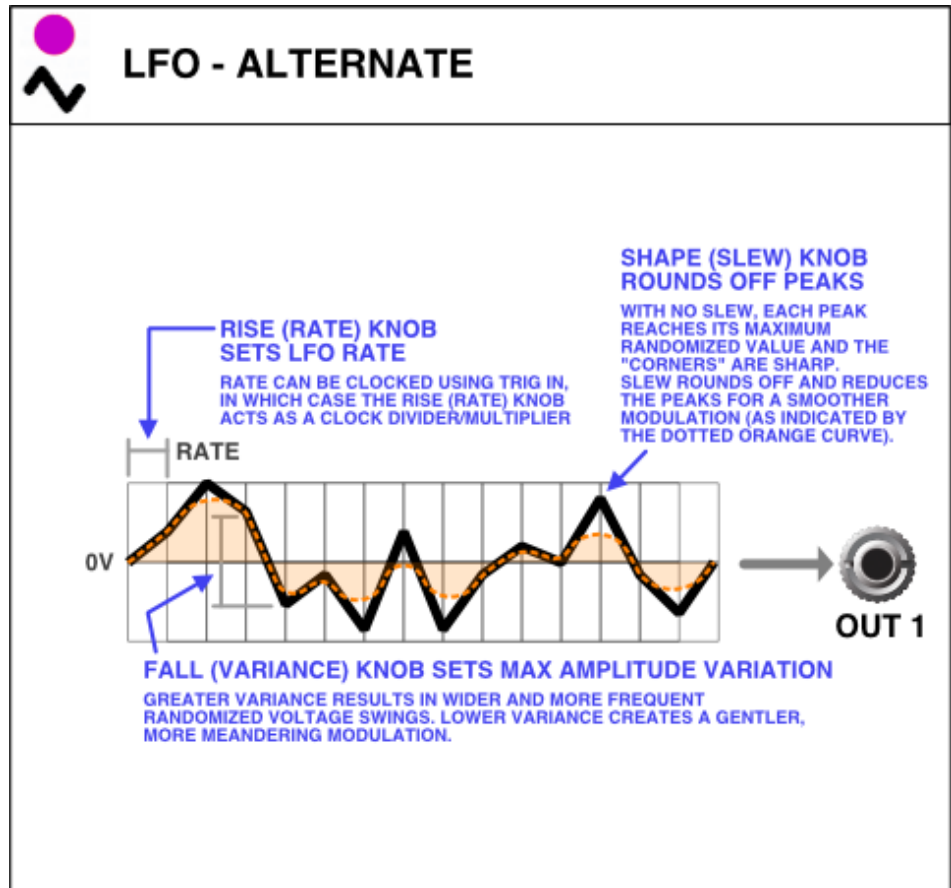 LFO - ALTERNATE
SHAPE (SLEW) KNOB
ROUNDS OFF PEAKS
WITH NO SLEW, EACH PEAK
REACHES ITS MAXIMUM
RANDOMIZED VALUE AND THE
"CORNERS" ARE SHARP.
SLEW ROUNDS OFF AND REDUCES
THE PEAKS FOR A SMOOTHER
MODULATION (AS INDICATED BY
THE DOTTED ORANGE CURVE).
RISE (RATE) KNOB
SETS LFO RATE
RATE CAN BE CLOCKED USING TRIG IN,
IN WHICH CASE THE RISE (RATE) KNOB
ACTS AS A CLOCK DIVIDER/MULTIPLIER
RATE
0V
OUT 1
FALL (VARIANCE) KNOB SETS MAX AMPLITUDE VARIATION
GREATER VARIANCE RESULTS IN WIDER AND MORE FREQUENT
RANDOMIZED VOLTAGE SWINGS. LOWER VARIANCE CREATES A GENTLER,
MORE MEANDERING MODULATION.